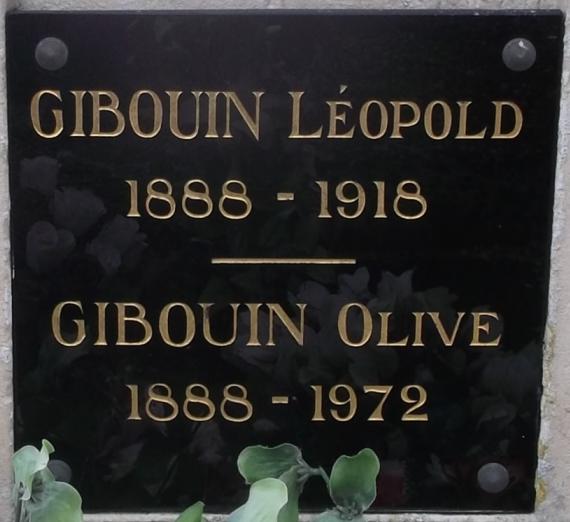 GIBOUIN LÉOPOLD
1888 - 1918
GIBOUIN OLIVE
1888 - 1972